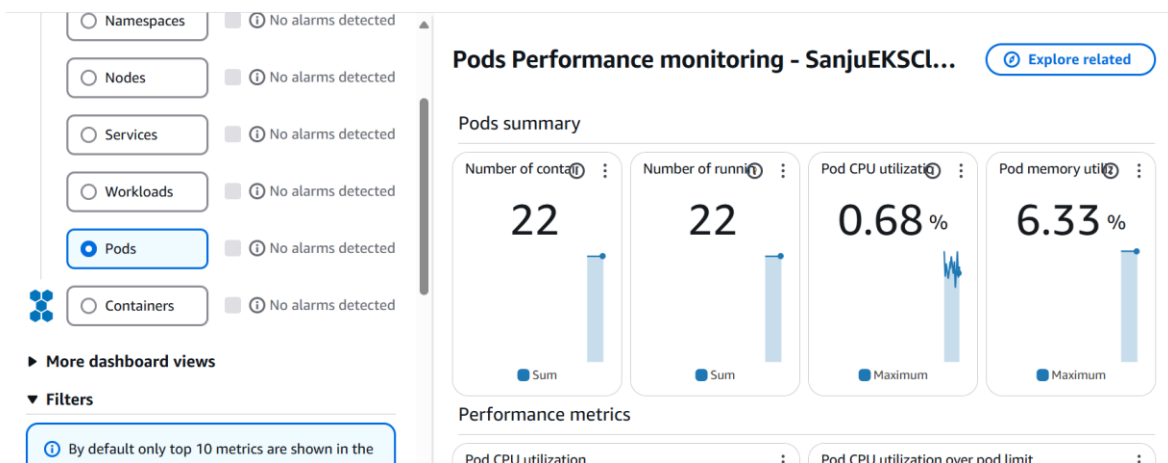 Namespaces
No alarms detected
Nodes
No alarms detected
Services
No alarms detected
Workloads
No alarms detected
Pods
No alarms detected
Containers
No alarms detected
More dashboard views
Filters
By default only top 10 metrics are shown in the
Pods Performance monitoring - SanjuEKSCl...
Explore related
Pods summary
Number of contai
22
Sum
Number of runnin
22
Sum
Pod CPU utilizatio
0.68 %
Maximum
Pod memory utiliz
6.33 %
Maximum
Performance metrics
Pod CPU utilization
Pod CPU utilization over pod limit